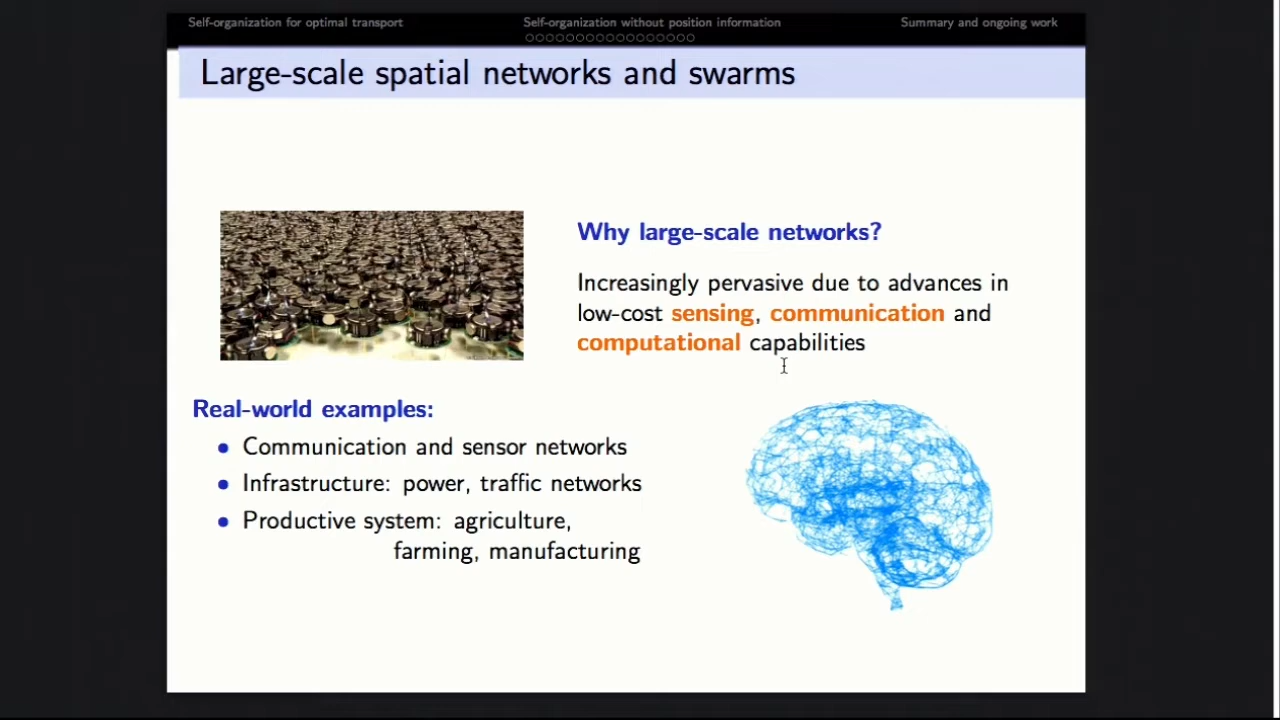 Self-organization for optimal transport
Self-organization without position information
Summary and ongoing work
Large-scale spatial networks and swarms
Why large-scale networks?
Increasingly pervasive due to advances in
low-cost sensing, communication and
computational capabilities
Real-world examples:
Communication and sensor networks
Infrastructure: power, traffic networks
Productive system: agriculture,
farming, manufacturing